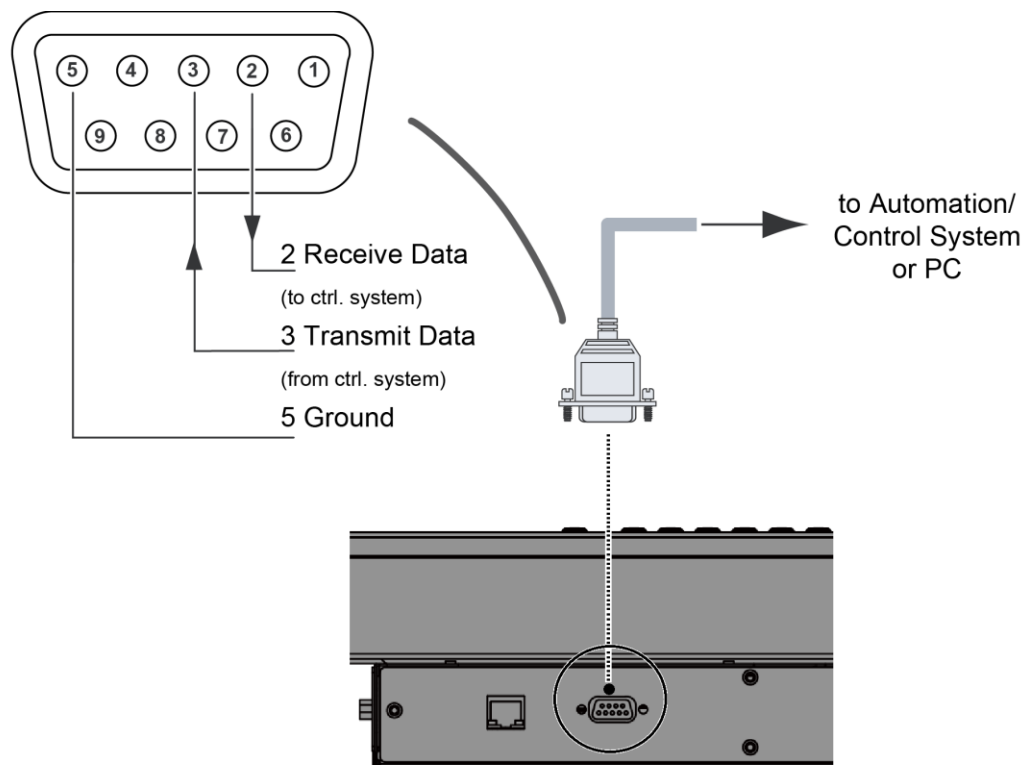 5 4 3 2 1
9 8 7 6
2 Receive Data
(to ctrl. system)
3 Transmit Data
(from ctrl. system)
5 Ground
to Automation/
Control System
or PC